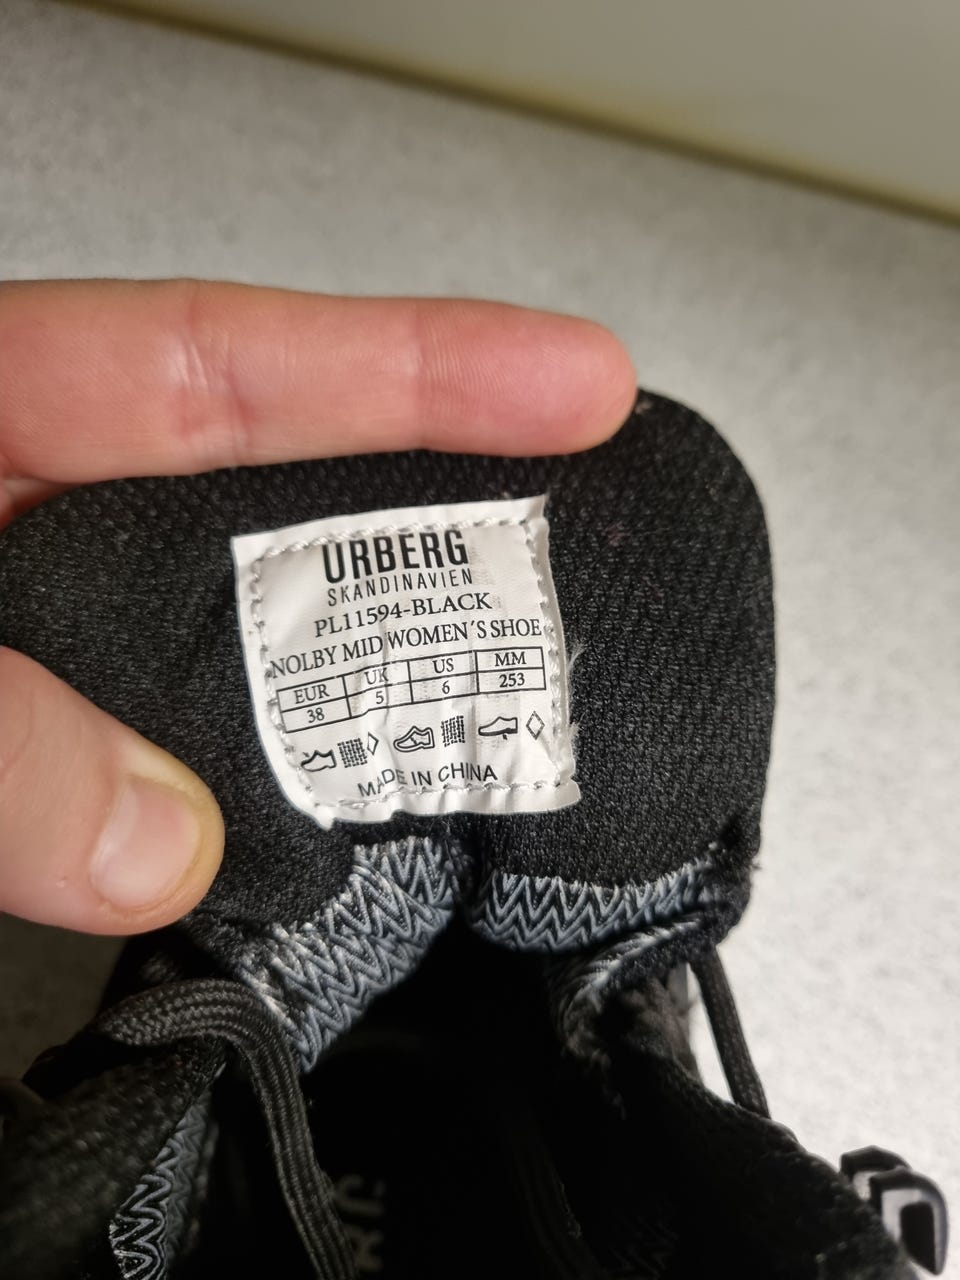 URBERG
SKANDINAVIEN
PL11594-BLACK
NOLBY MID WOMEN´S SHOE
EUR UK US MM
38 5 6 253
MADE IN CHINA